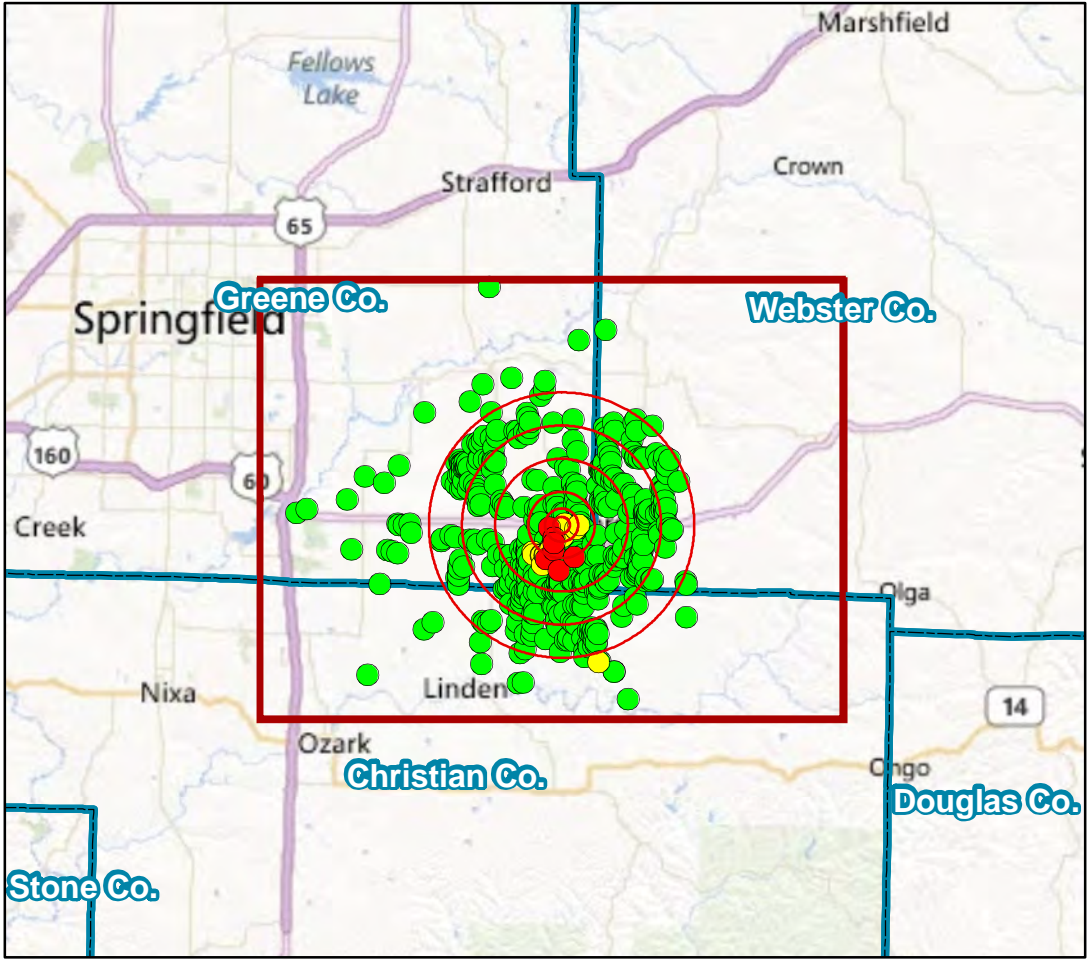 Marshfield
Fellows
Lake
Crown
Strafford
65
Greene Co.
Webster Co.
Springfield
160
60
Creek
Olga
Nixa
Linden
14
Ozark
Christian Co.
Ongo
Douglas Co.
Stone Co.